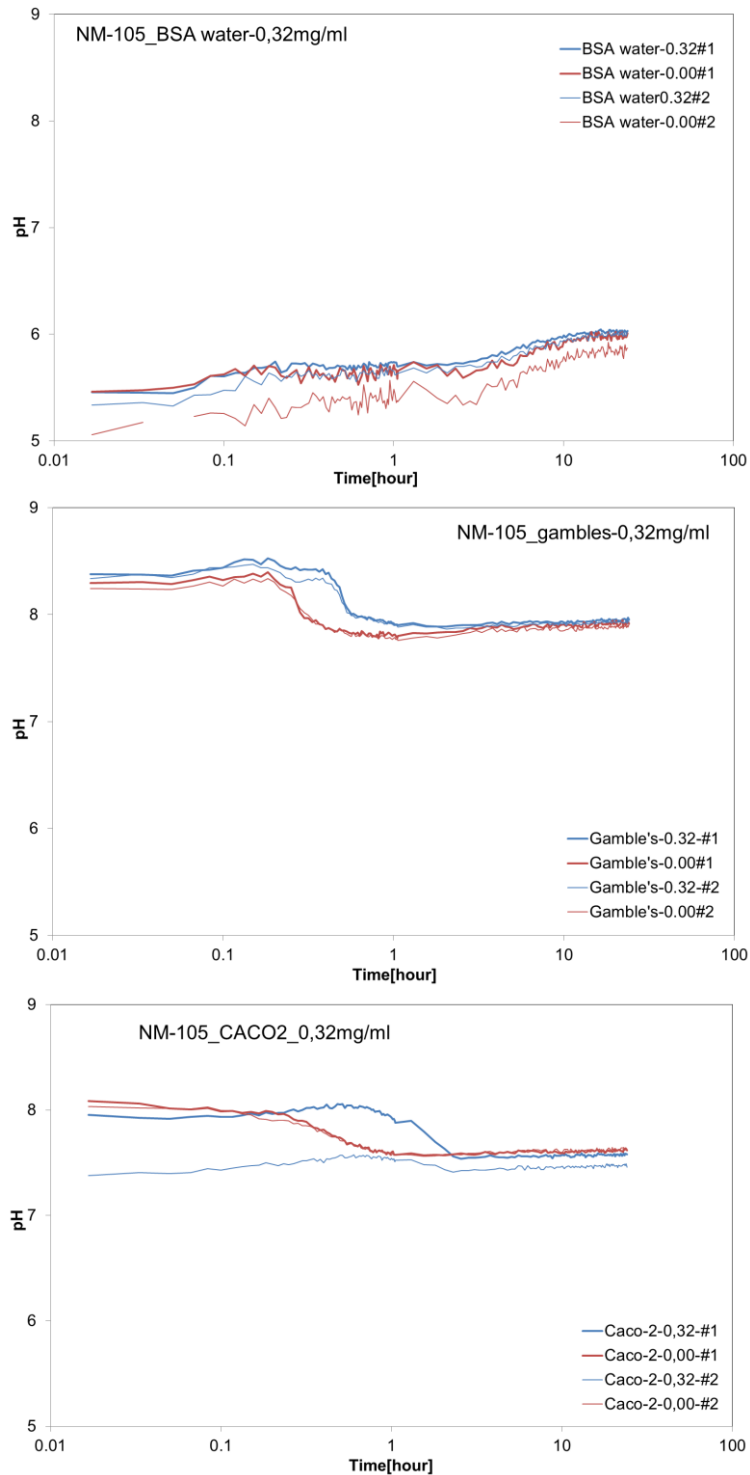 NM-105_BSA water-0,32mg/ml
BSA water-0.32#1
BSA water-0.00#1
BSA water0.32#2
BSA water-0.00#2
9
8
7
6
5
pH
0.01 0.1 1 10 100
Time[hour]
NM-105_gambles-0,32mg/ml
9
8
7
6
5
pH
Gamble's-0.32-#1
Gamble's-0.00#1
Gamble's-0.32-#2
Gamble's-0.00#2
0.01 0.1 1 10 100
Time[hour]
NM-105_CACO2_0,32mg/ml
9
8
7
6
5
pH
Caco-2-0,32-#1
Caco-2-0,00-#1
Caco-2-0,32-#2
Caco-2-0,00-#2
0.01 0.1 1 10 100
Time[hour]